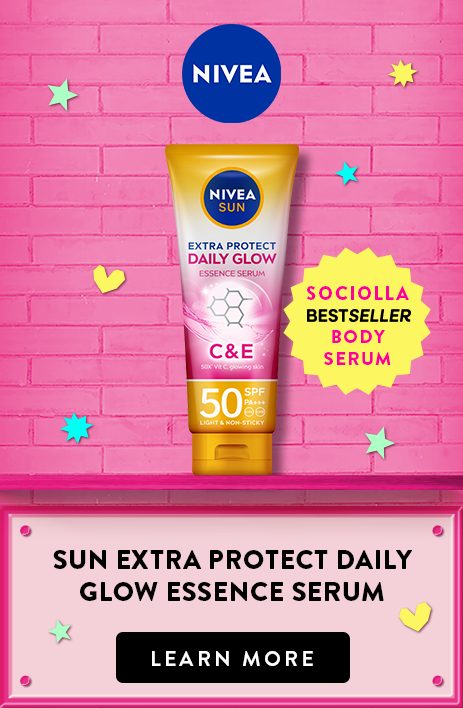 NIVEA
NIVEA
SUN
EXTRA PROTECT
DAILY GLOW
ESSENCE SERUM
C&E
50X* Vit C, glowing skin
50 SPF
PA+++
LIGHT & NON-STICKY
SOCIOLLA
BESTSELLER
BODY
SERUM
SUN EXTRA PROTECT DAILY
GLOW ESSENCE SERUM
LEARN MORE